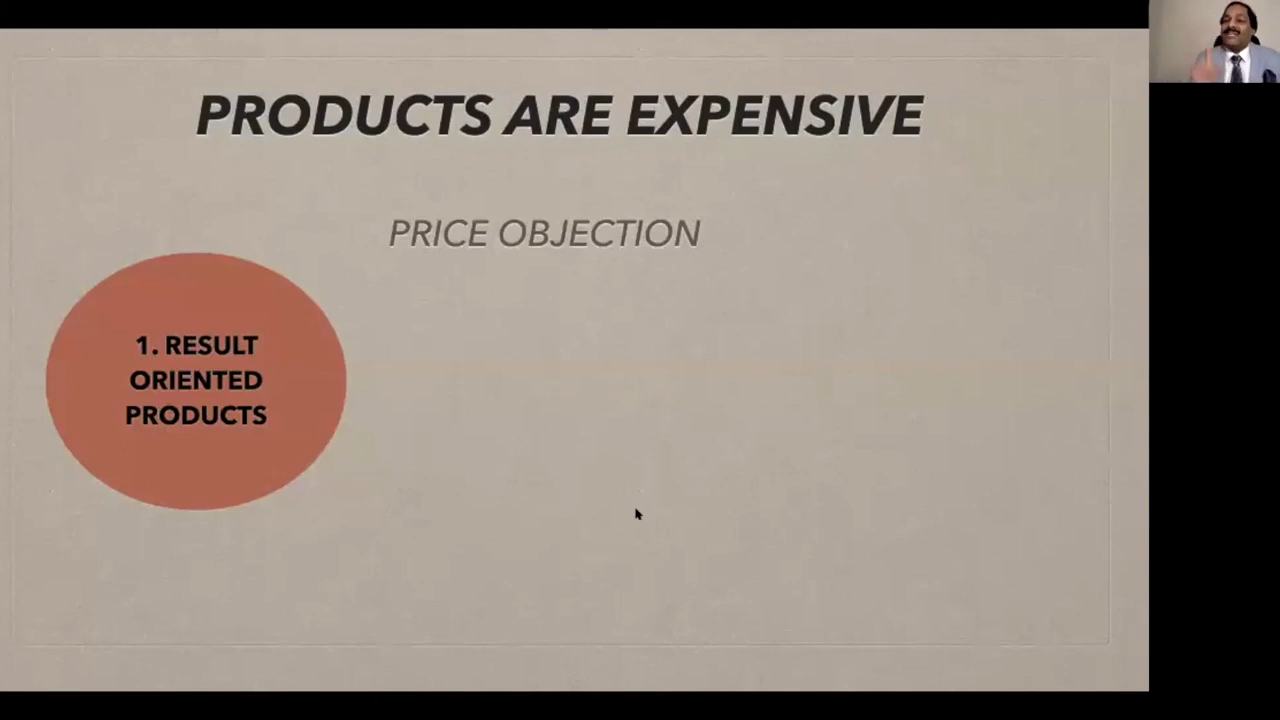 PRODUCTS ARE EXPENSIVE
PRICE OBJECTION
1. RESULT
ORIENTED
PRODUCTS